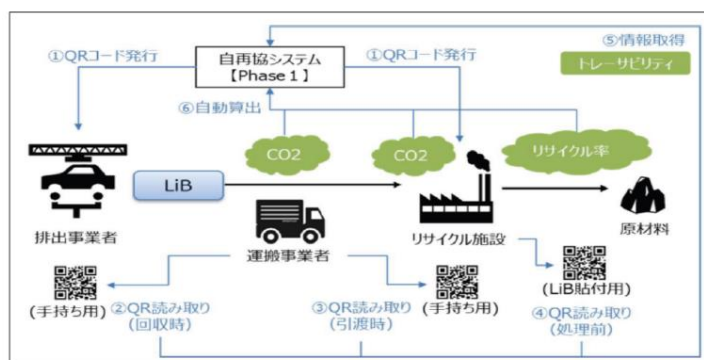 ⑤情報取得
①QRコード発行
自再協システム
【Phase１】
①QRコード発行
トレーサビリティ
⑥自動算出
CO2
CO2
リサイクル率
LiB
排出事業者
運搬事業者
リサイクル施設
原材料
(手持ち用)
②QR読み取り
(回収時)
③QR読み取り
(引渡時)
(手持ち用)
(LiB貼付用)
④QR読み取り
(処理前)